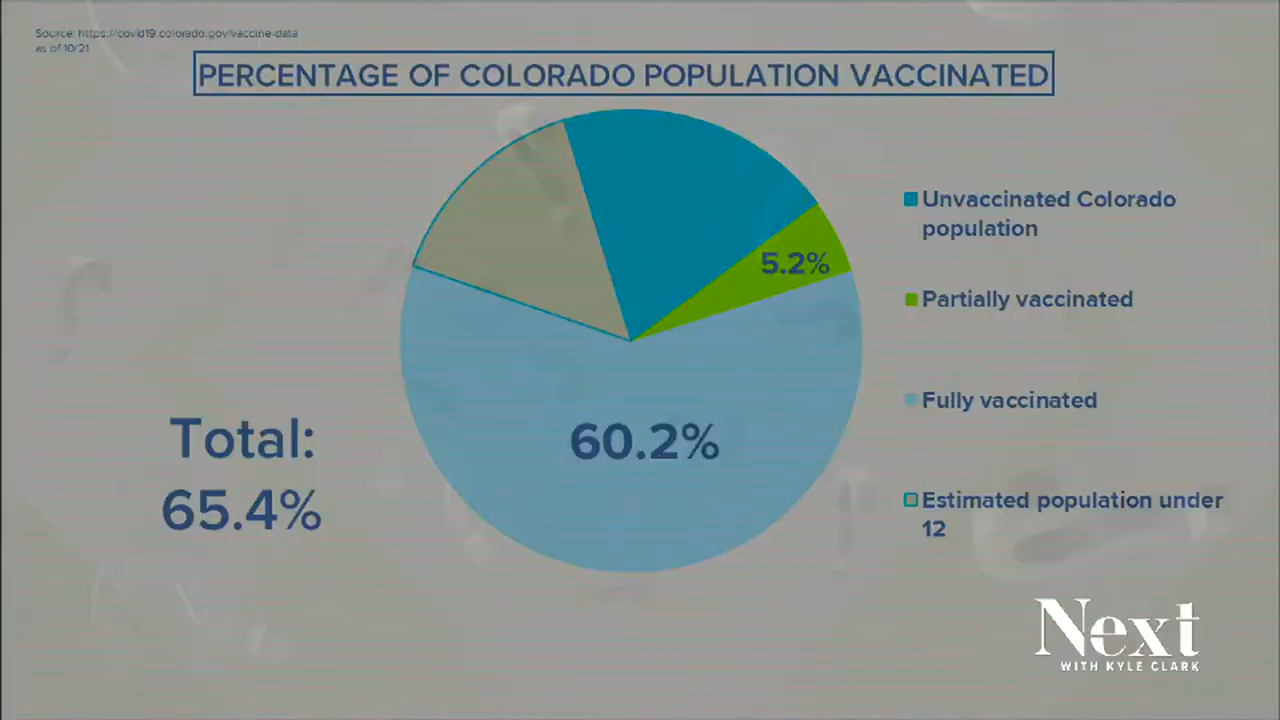 Source: https://covid19.colorado.gov/vaccine-data
as of 10/21
PERCENTAGE OF COLORADO POPULATION VACCINATED
Unvaccinated Colorado
population
5.2%
Partially vaccinated
Fully vaccinated
60.2%
Total:
65.4%
Estimated population under
12
Next
WITH KYLE CLARK